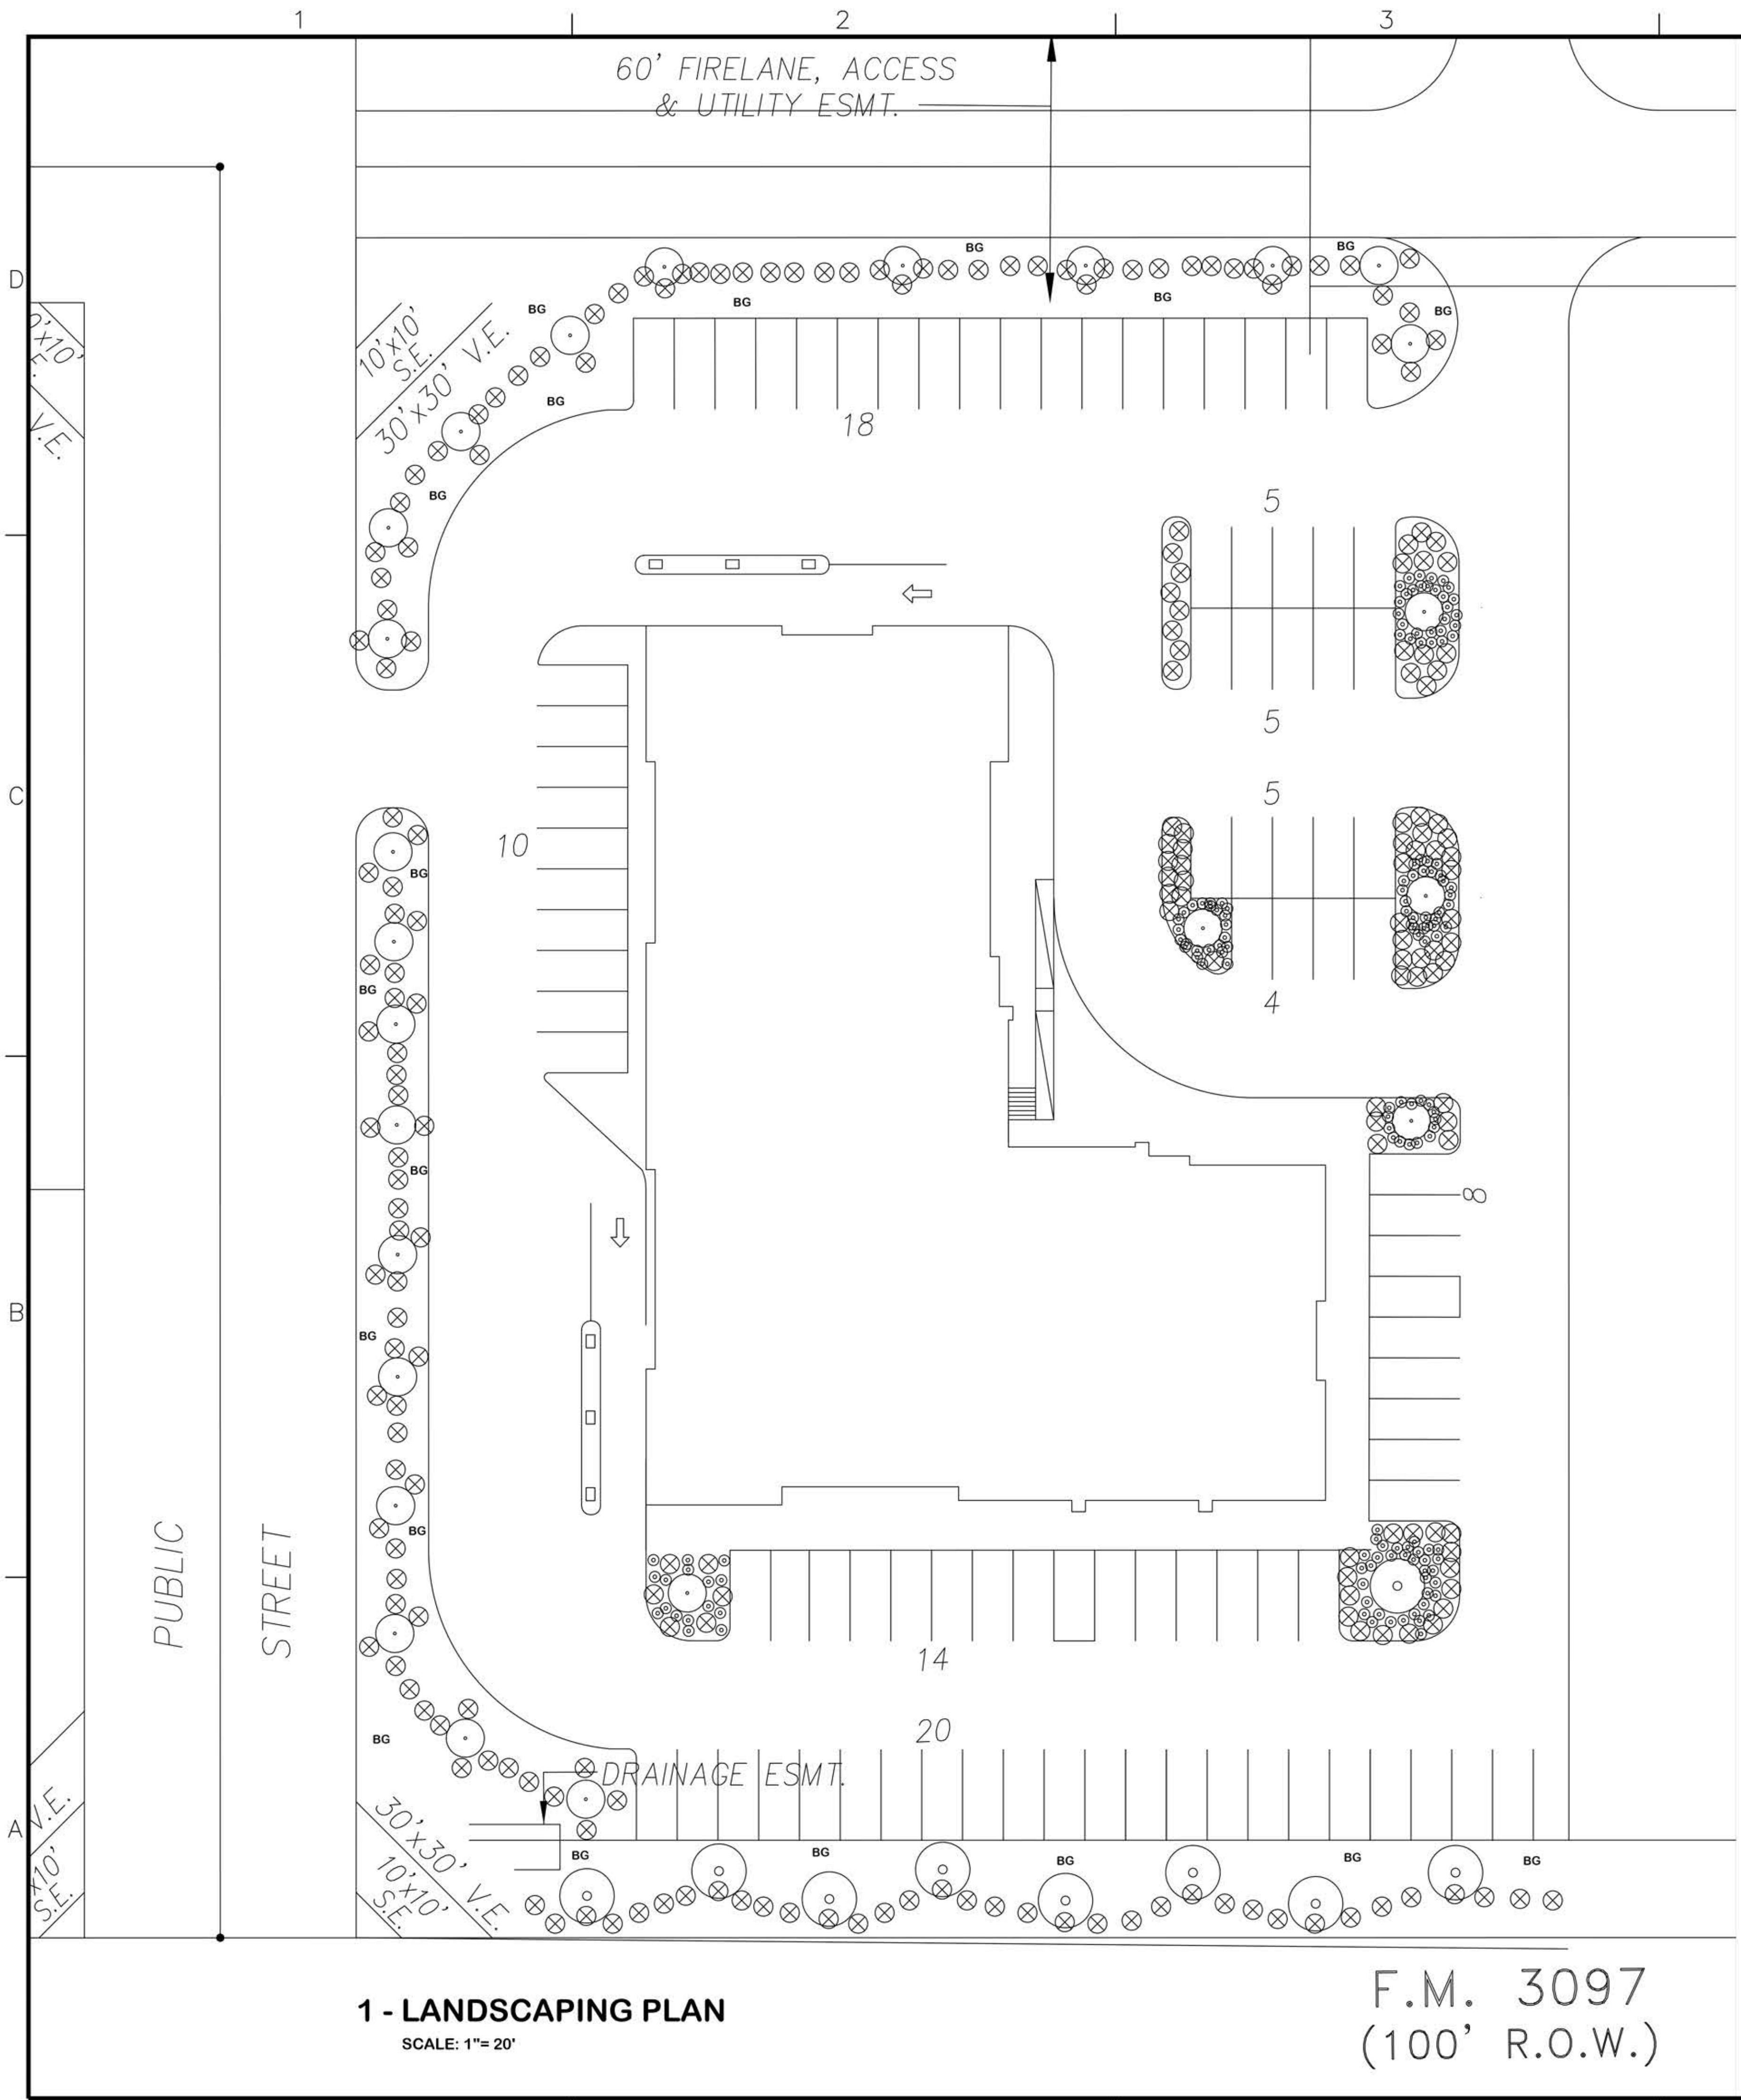 1
2
3
60' FIRELANE, ACCESS
& UTILITY ESMT.
D
BG
BG
BG
BG
BG
BG
10'x10'
S.E.
30'x30' V.E.
BG
V.E.
BG
18
5
5
C
5
10
BG
4
BG
BG
8
B
BG
BG
PUBLIC
STREET
14
20
BG
DRAINAGE ESMT.
A
V.E.
S.E.
30'x30' V.E.
10'x10'
S.E.
BG
BG
BG
BG
BG
F.M. 3097
(100' R.O.W.)
1 - LANDSCAPING PLAN
SCALE: 1"= 20'